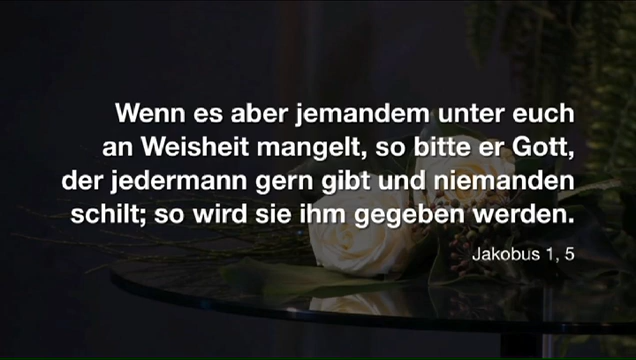 Wenn es aber jemandem unter euch
an Weisheit mangelt, so bitte er Gott,
der jedermann gern gibt und niemanden
schilt; so wird sie ihm gegeben werden.
Jakobus 1, 5